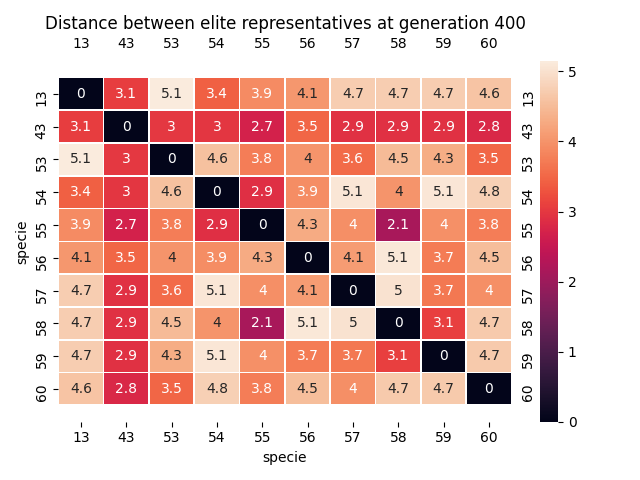 Distance between elite representatives at generation 400
13 43 53 54 55 56 57 58 59 60
13 0 3.1 5.1 3.4 3.9 4.1 4.7 4.7 4.7 4.6 13 5
43 3.1 0 3 3 2.7 3.5 2.9 2.9 2.9 2.8 43 4
53 5.1 3 0 4.6 3.8 4 3.6 4.5 4.3 3.5 53
54 3.4 3 4.6 0 2.9 3.9 5.1 4 5.1 4.8 54 3
specie 55 3.9 2.7 3.8 2.9 0 4.3 4 2.1 4 3.8 55
56 4.1 3.5 4 3.9 4.3 0 4.1 5.1 3.7 4.5 56 2
57 4.7 2.9 3.6 5.1 4 4.1 0 5 3.7 4 57
58 4.7 2.9 4.5 4 2.1 5.1 5 0 3.1 4.7 58 1
59 4.7 2.9 4.3 5.1 4 3.7 3.7 3.1 0 4.7 59
60 4.6 2.8 3.5 4.8 3.8 4.5 4 4.7 4.7 0 60 0
13 43 53 54 55 56 57 58 59 60
specie